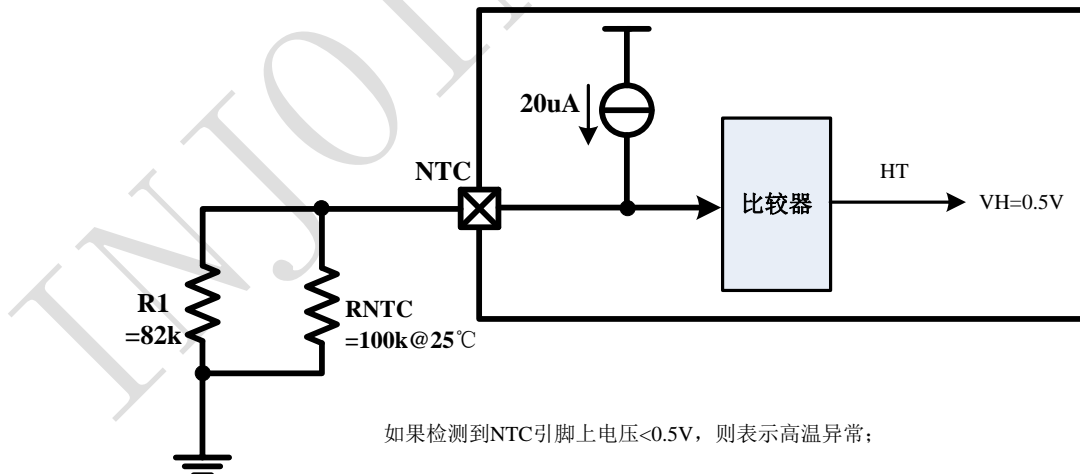 INJOI
20uA
NTC
HT
比较器
VH=0.5V
R1
=82k
RNTC
=100k@25℃
如果检测到NTC引脚上电压<0.5V，则表示高温异常；